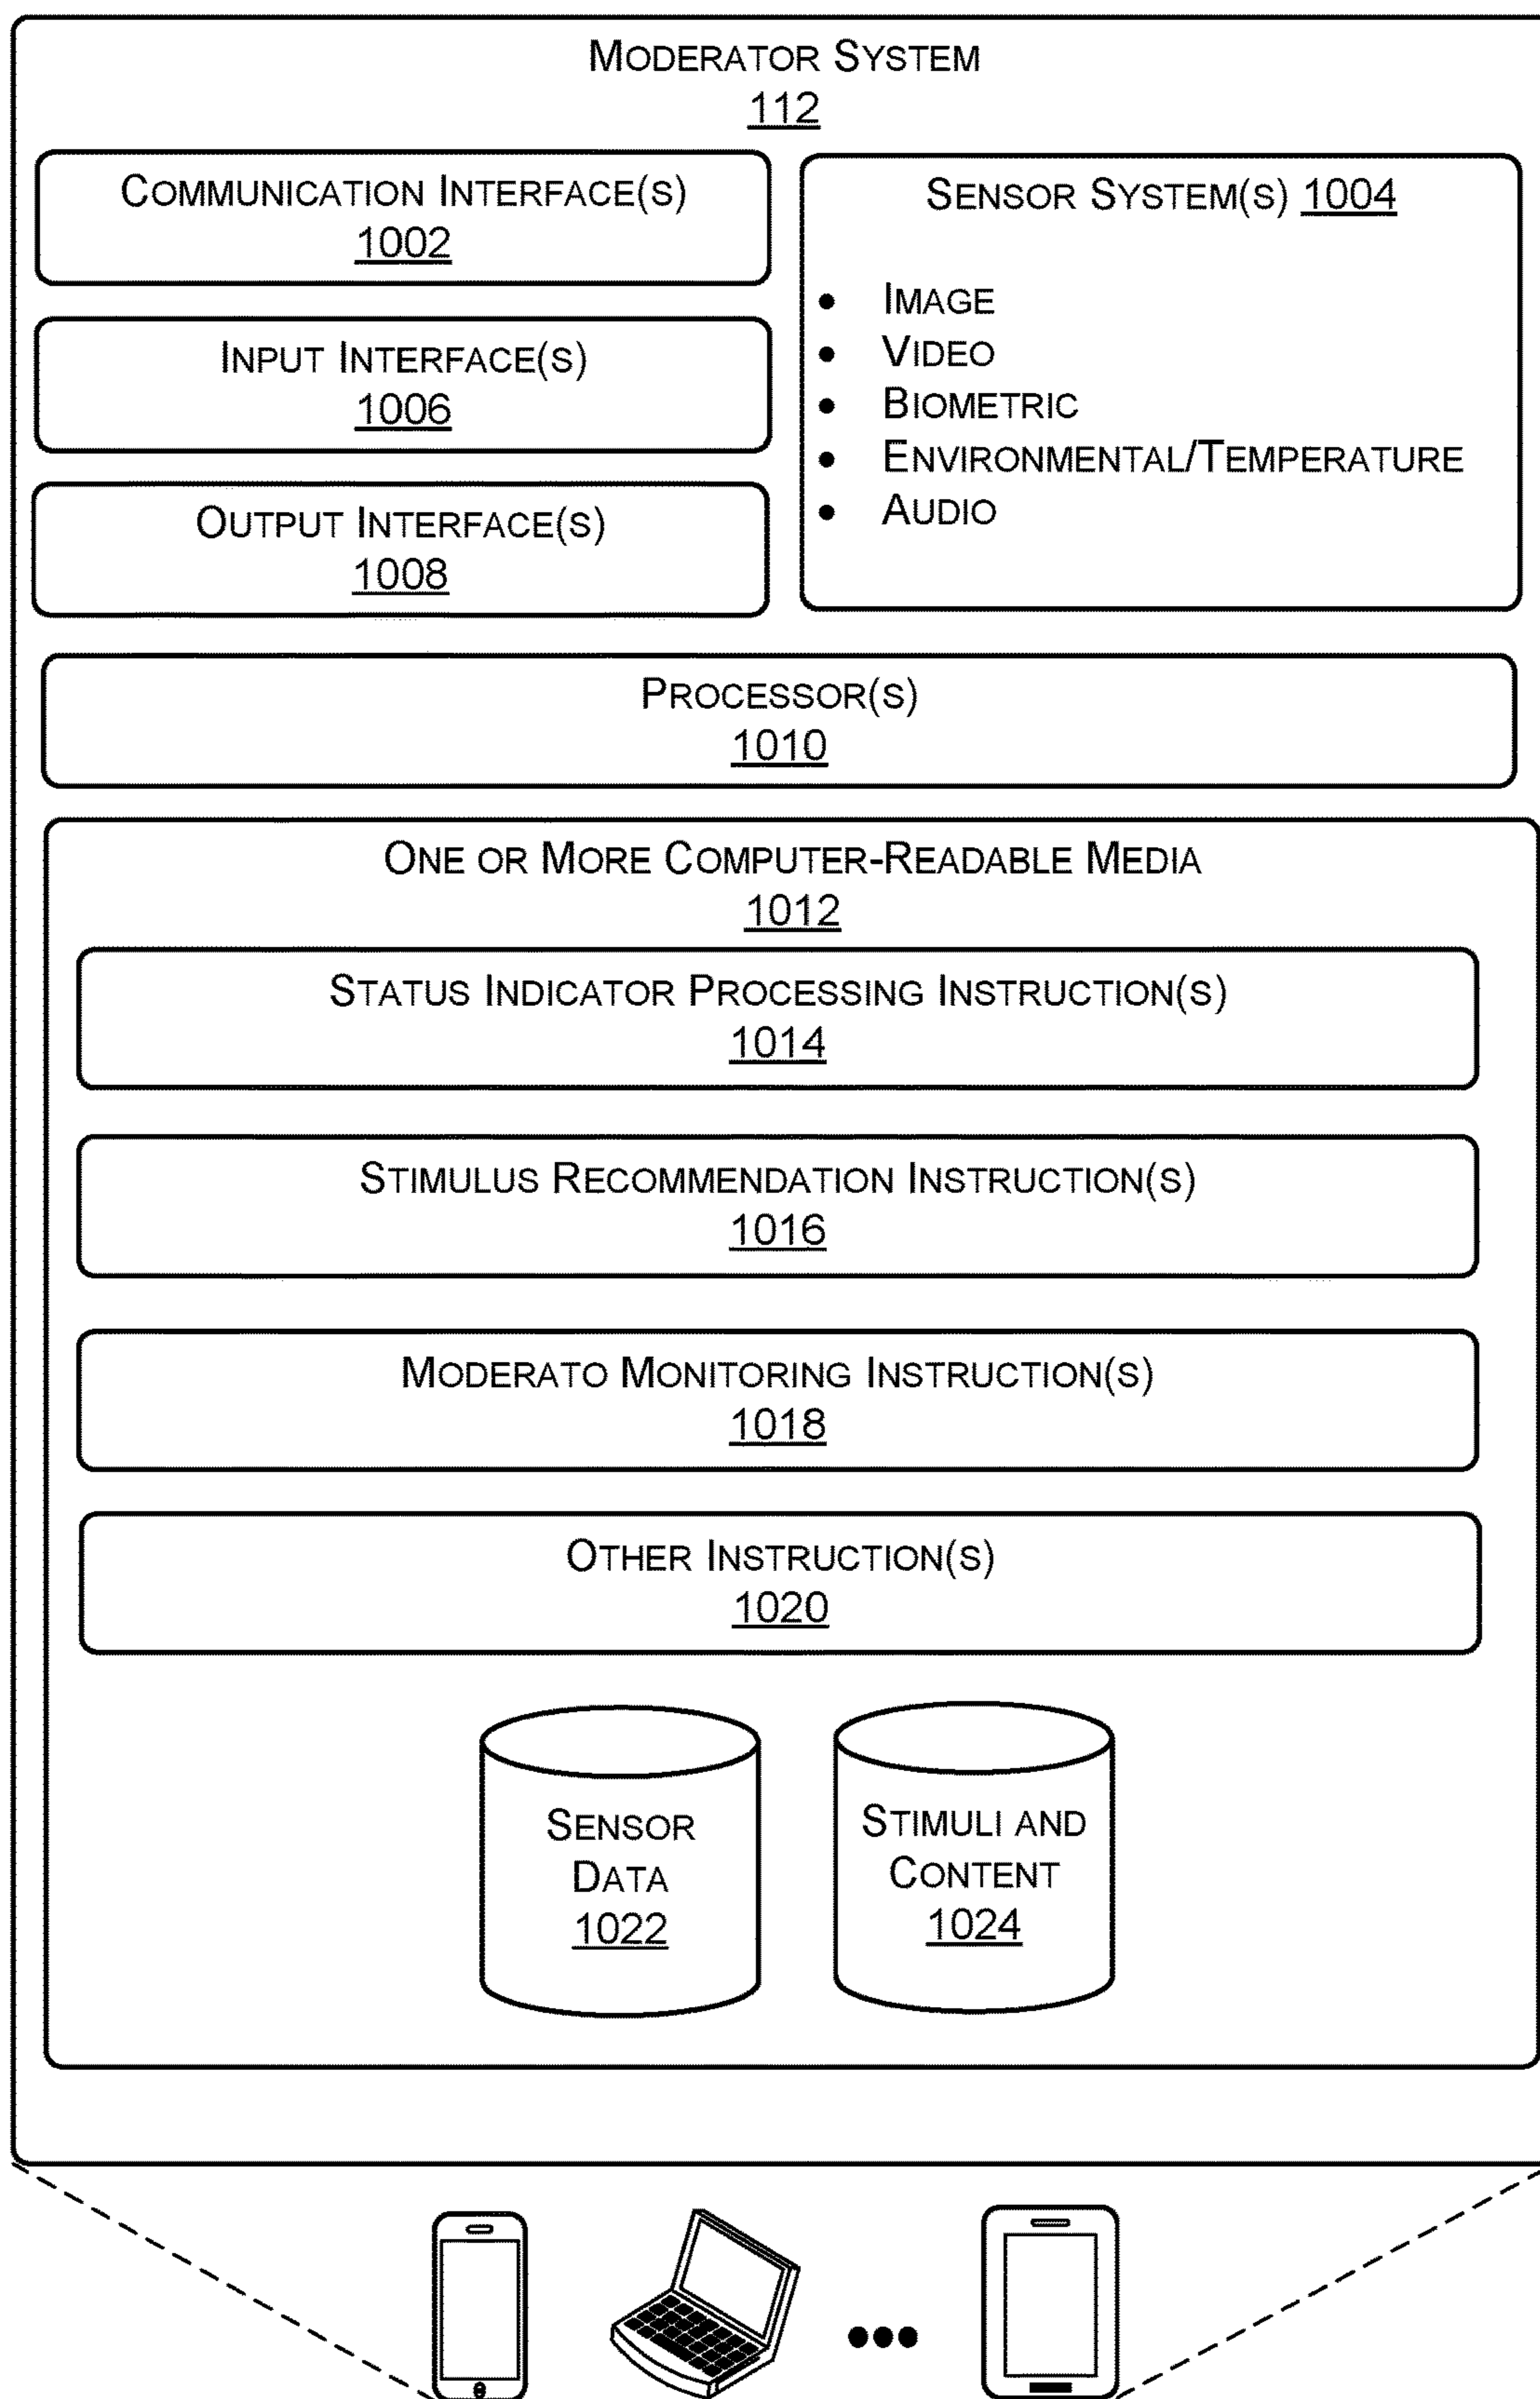 MODERATOR SYSTEM
112
COMMUNICATION INTERFACE(S)
1002
INPUT INTERFACE(S)
1006
OUTPUT INTERFACE(S)
1008
SENSOR SYSTEM(S) 1004
• IMAGE
• VIDEO
• BIOMETRIC
• ENVIRONMENTAL/TEMPERATURE
• AUDIO
PROCESSOR(S)
1010
ONE OR MORE COMPUTER-READABLE MEDIA
1012
STATUS INDICATOR PROCESSING INSTRUCTION(S)
1014
STIMULUS RECOMMENDATION INSTRUCTION(S)
1016
MODERATO MONITORING INSTRUCTION(S)
1018
OTHER INSTRUCTION(S)
1020
SENSOR
DATA
1022
STIMULI AND
CONTENT
1024